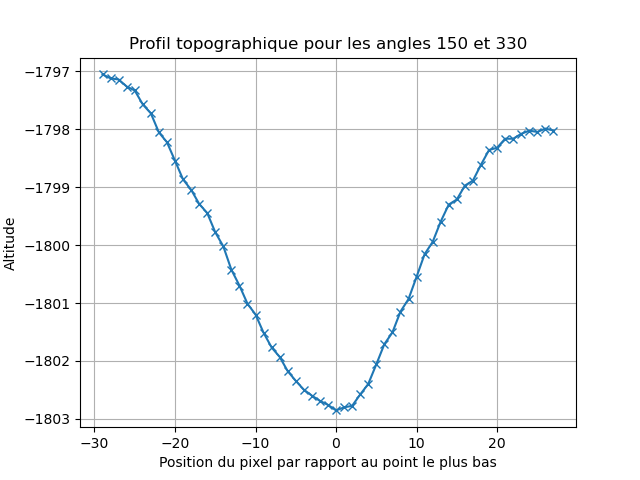 Profil topographique pour les angles 150 et 330
−1797
−1798
−1799
−1800
−1801
−1802
−1803
Altitude
−30 −20 −10 0 10 20
Position du pixel par rapport au point le plus bas